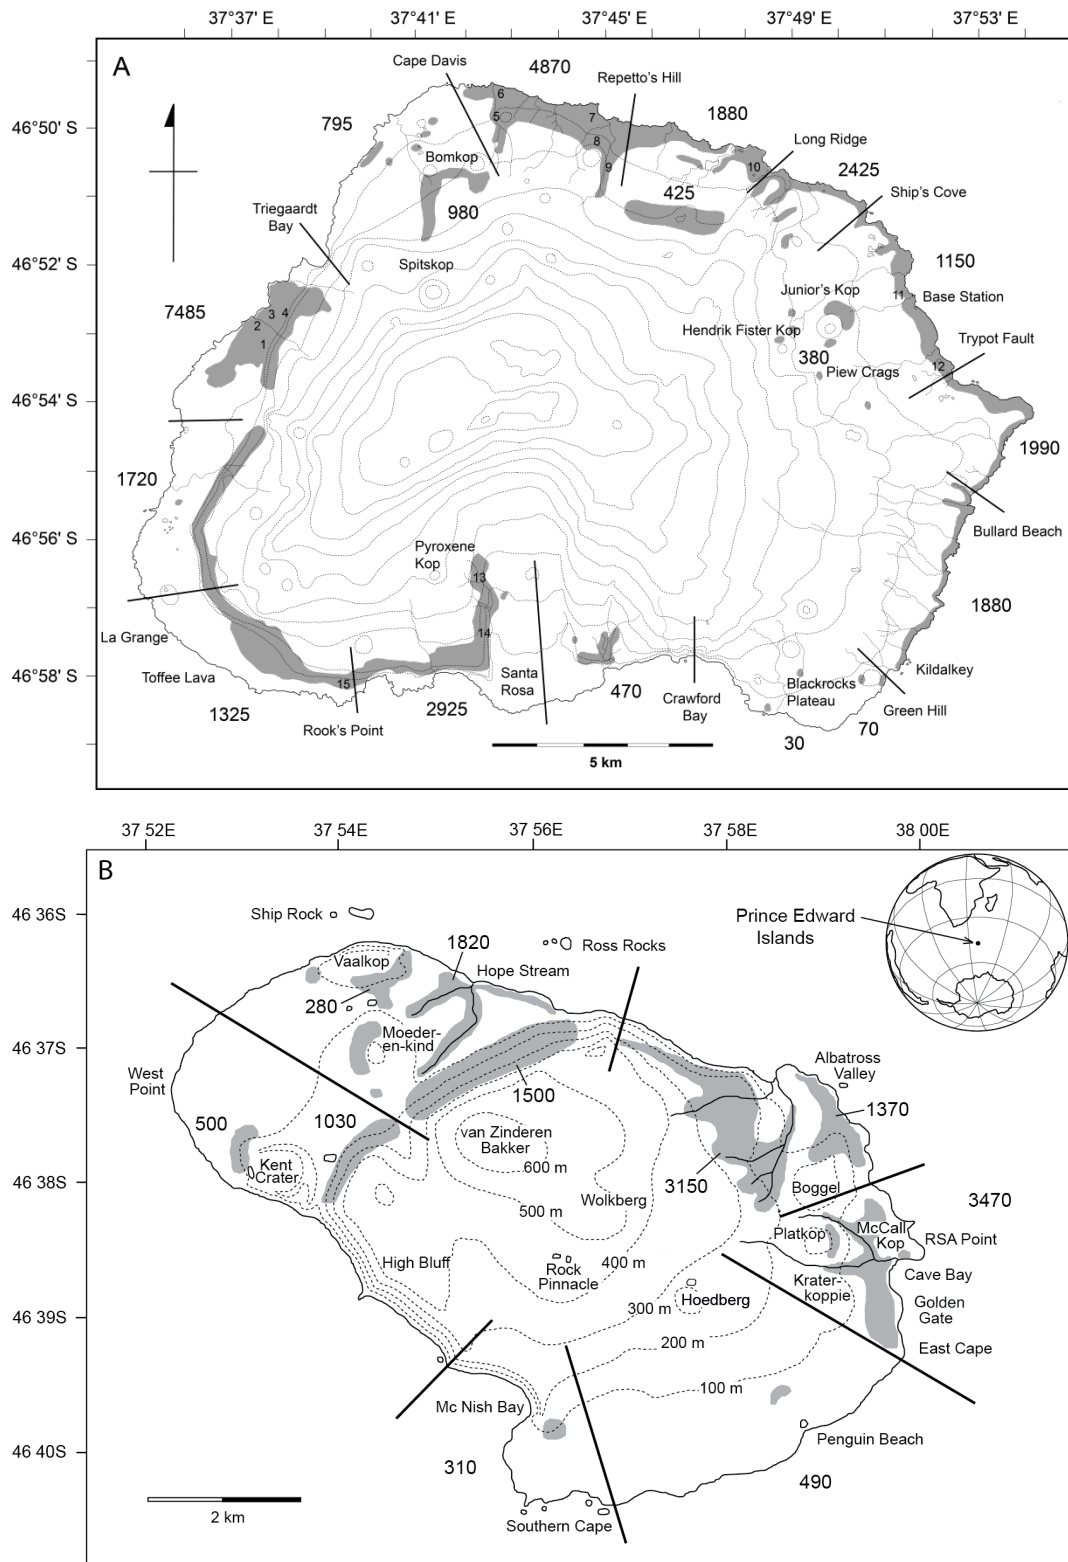 37°37' E
37°41' E
37°45' E
37°49' E
37°53' E
A
Cape Davis
4870
Repetto's Hill
6
46°50' S
795
5
7
1880
8
Long Ridge
Bomkop
9
10
2425
425
Ship's Cove
Triegaardt
Bay
980
46°52' S
Spitskop
1150
Junior's Kop
11
Base Station
7485
3
4
2
Hendrik Fister Kop
Trypot Fault
1
380
12
Piew Crags
46°54' S
1990
1720
Bullard Beach
46°56' S
Pyroxene
Kop
13
1880
La Grange
14
Kildalkey
46°58' S
Toffee Lava
15
Santa
Rosa
470
Blackrocks
Plateau
1325
2925
Crawford
Bay
Green Hill
Rook's Point
70
30
5 km
37 52E
37 54E
37 56E
37 58E
38 00E
B
46 36S
Ship Rock
Prince Edward
Islands
1820
Ross Rocks
Vaalkop
Hope Stream
280
Moeder-
en-kind
46 37S
Albatross
Valley
West
Point
1500
1370
500
1030
van Zinderen
Bakker
600 m
Kent
Crater
3150
46 38S
Boggel
Wolkberg
3470
500 m
McCall
Kop
Platkop
RSA Point
High Bluff
400 m
Rock
Pinnacle
Krater-
koppie
Cave Bay
Hoedberg
Golden
Gate
300 m
46 39S
200 m
East Cape
100 m
Mc Nish Bay
Penguin Beach
46 40S
310
490
2 km
Southern Cape